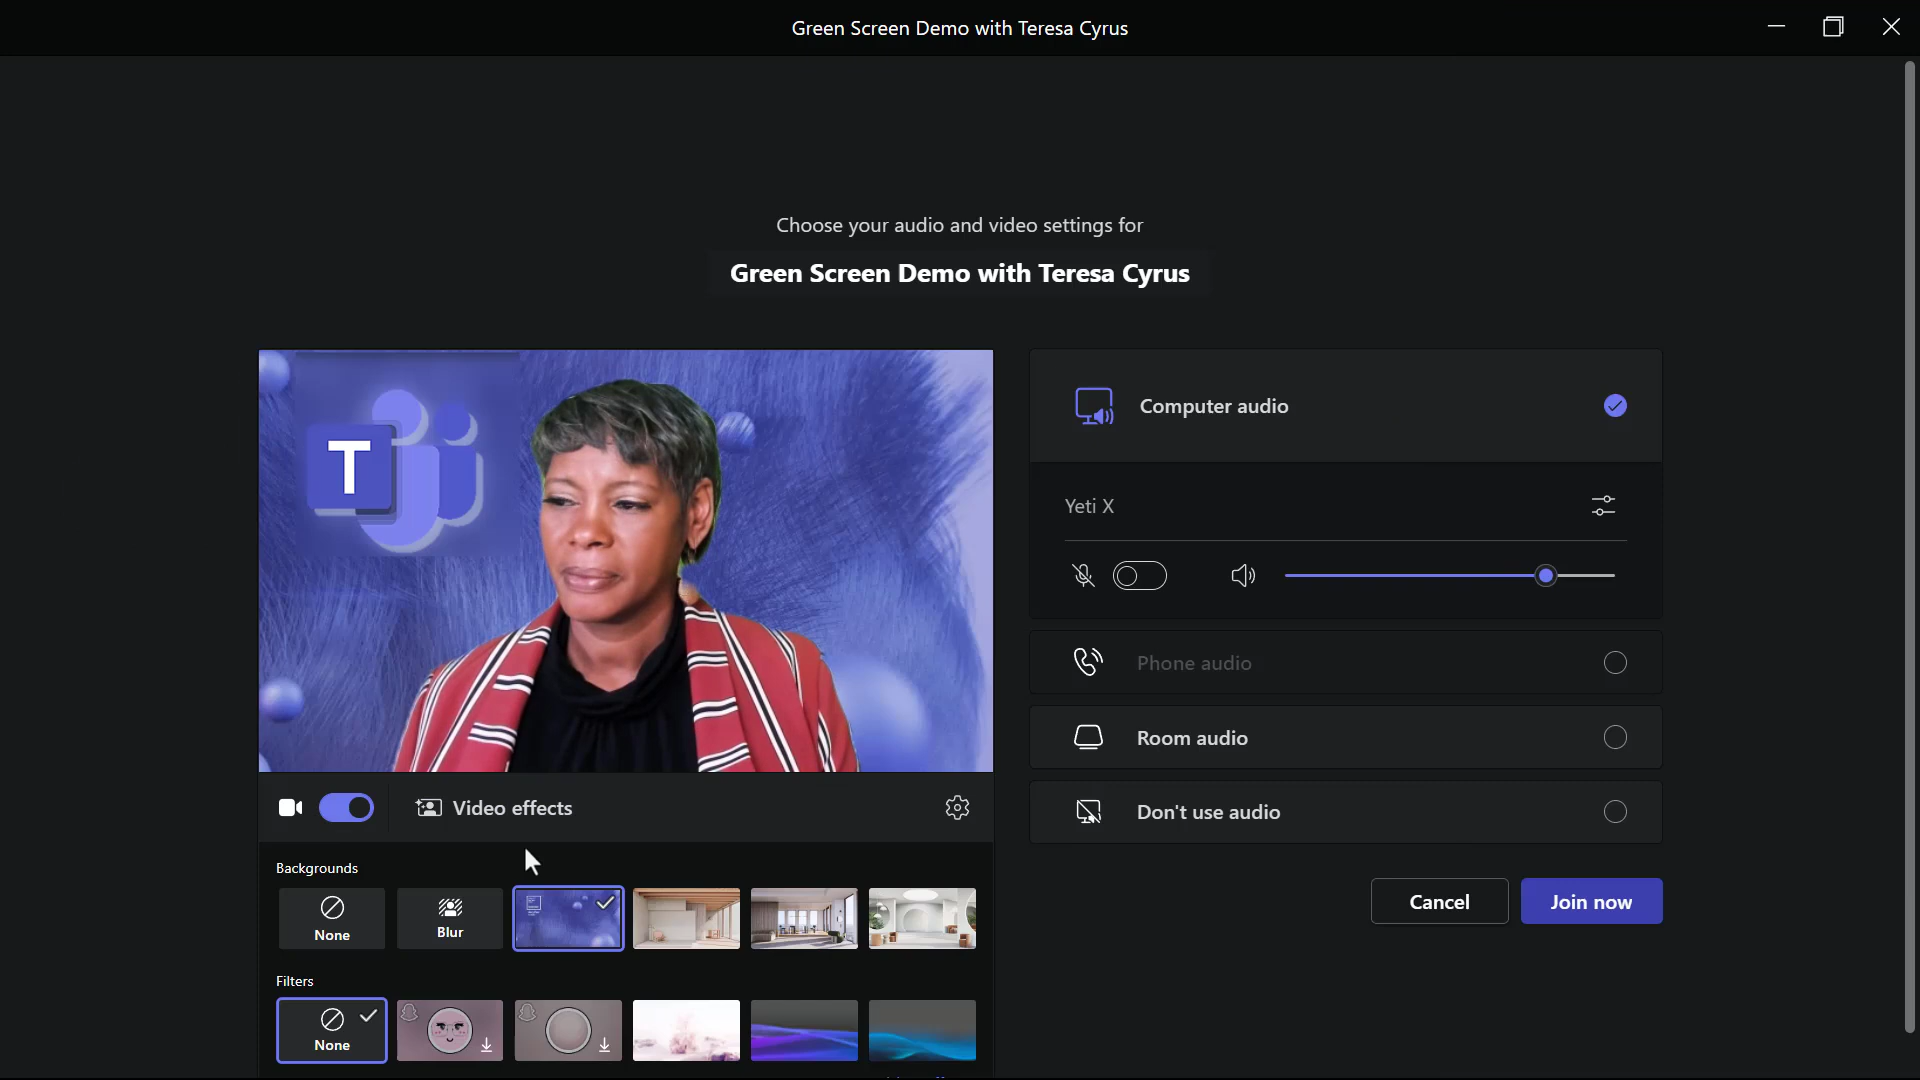 Green Screen Demo with Teresa Cyrus
Choose your audio and video settings for
Green Screen Demo with Teresa Cyrus
T
Computer audio
Yeti X
Phone audio
Room audio
Don't use audio
Video effects
Backgrounds
None
Blur
Cancel
Join now
Filters
None